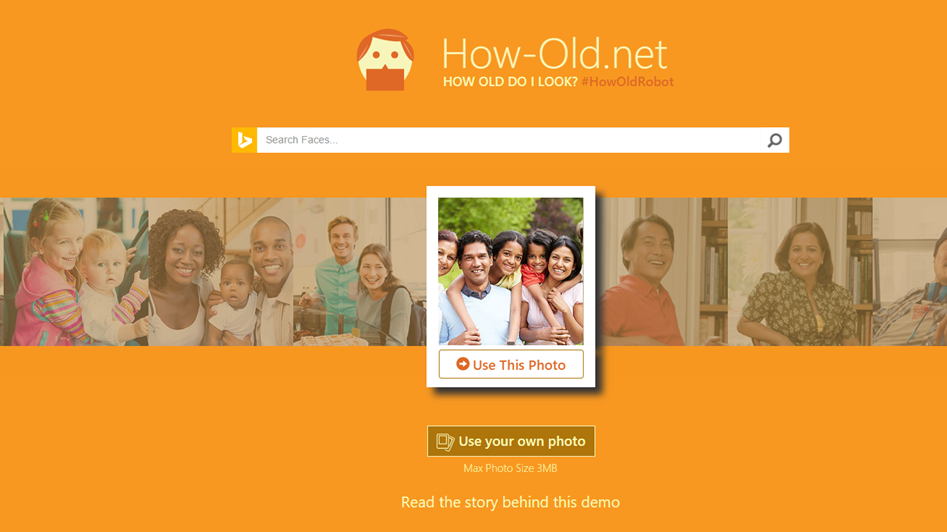 How-Old.net
HOW OLD DO I LOOK? #HowOldRobot
Search Faces...
Use This Photo
Use your own photo
Max Photo Size 3MB
Read the story behind this demo